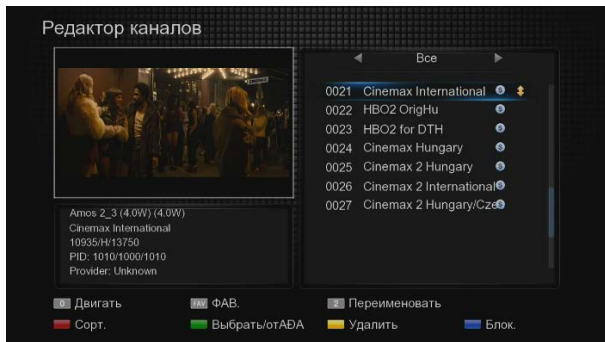 Редактор каналов
Все
0021 Cinemax International
0022 HBO2 OrigHu
0023 HBO2 for DTH
0024 Cinemax Hungary
0025 Cinemax 2 Hungary
0026 Cinemax 2 International
0027 Cinemax 2 Hungary/Cze
Amos 2_3 (4.0W) (4.0W)
Cinemax International
10935/H/13750
PID: 1010/1000/1010
Provider: Unknown
0 Двигать
FAV ФАВ.
2 Переименовать
Сорт.
Выбрать/отAĐA
Удалить
Блок.